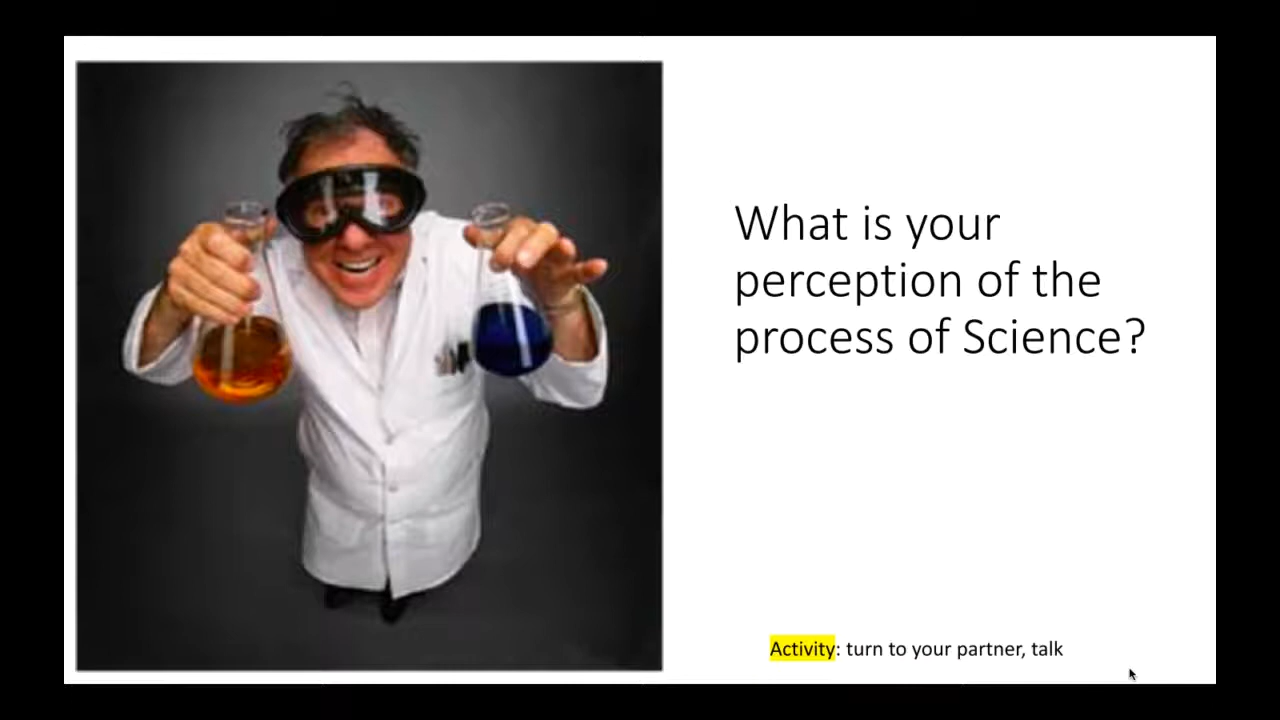 What is your
perception of the
process of Science?
Activity: turn to your partner, talk